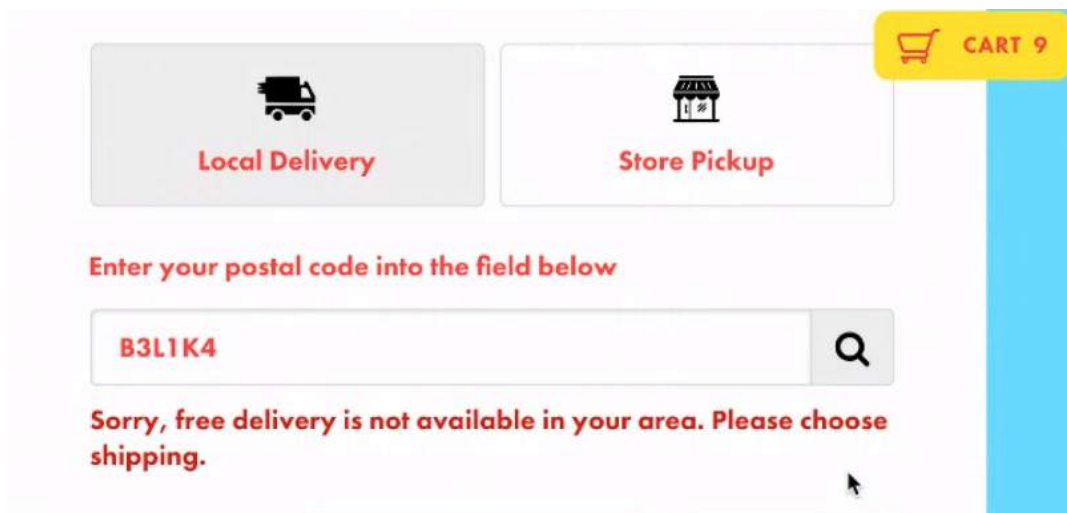 CART 9
Local Delivery
Store Pickup
Enter your postal code into the field below
B3L1K4
Sorry, free delivery is not available in your area. Please choose
shipping.